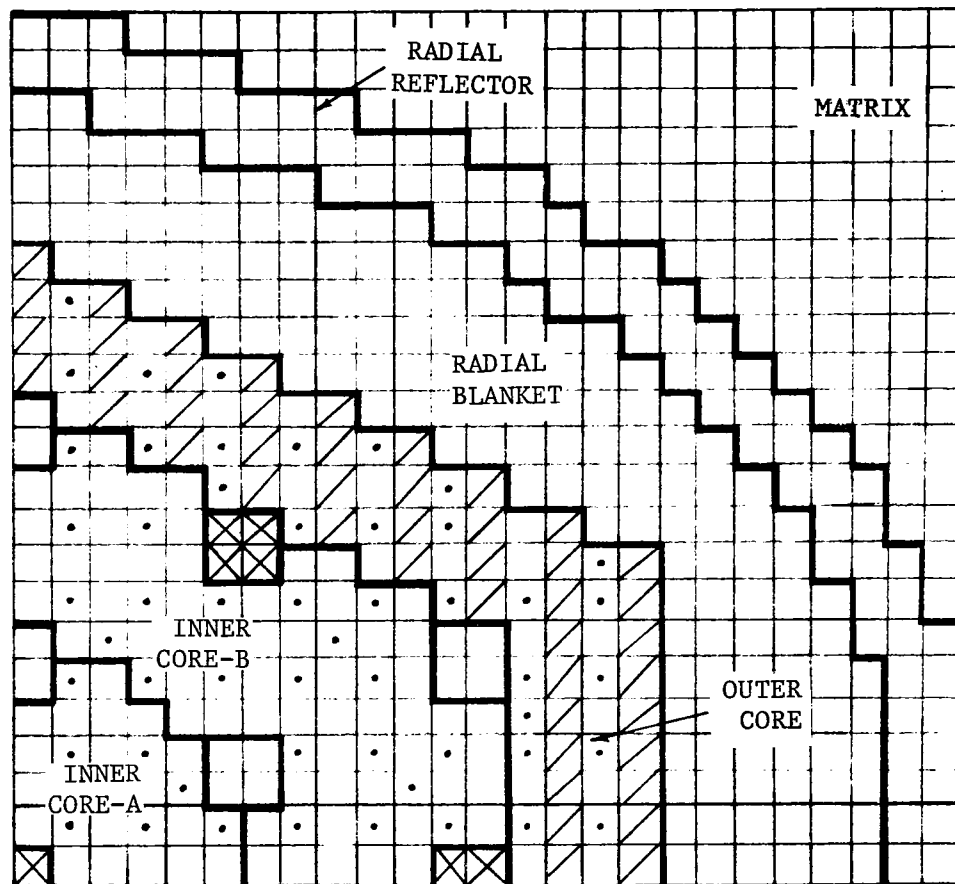 RADIAL
REFLECTOR
MATRIX
RADIAL
BLANKET
INNER
CORE-B
OUTER
CORE
INNER
CORE-A